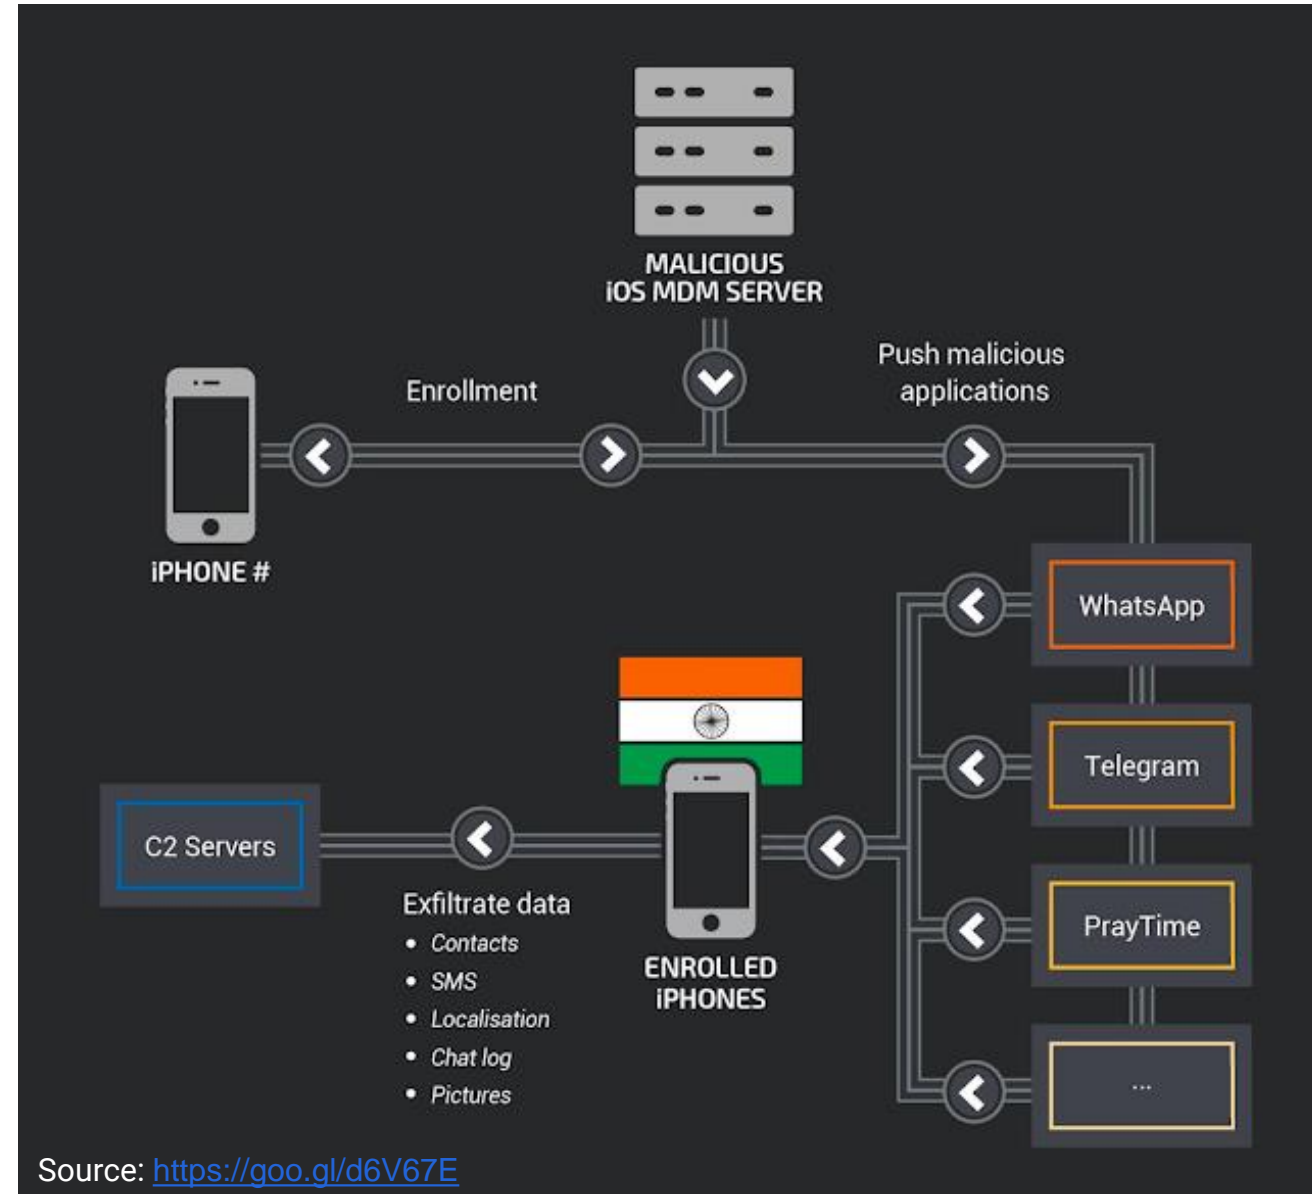 MALICIOUS
iOS MDM SERVER
Enrollment
Push malicious
applications
iPHONE #
WhatsApp
Telegram
PrayTime
...
C2 Servers
Exfiltrate data
• Contacts
• SMS
• Localisation
• Chat log
• Pictures
ENROLLED
iPHONES
Source: https://goo.gl/d6V67E